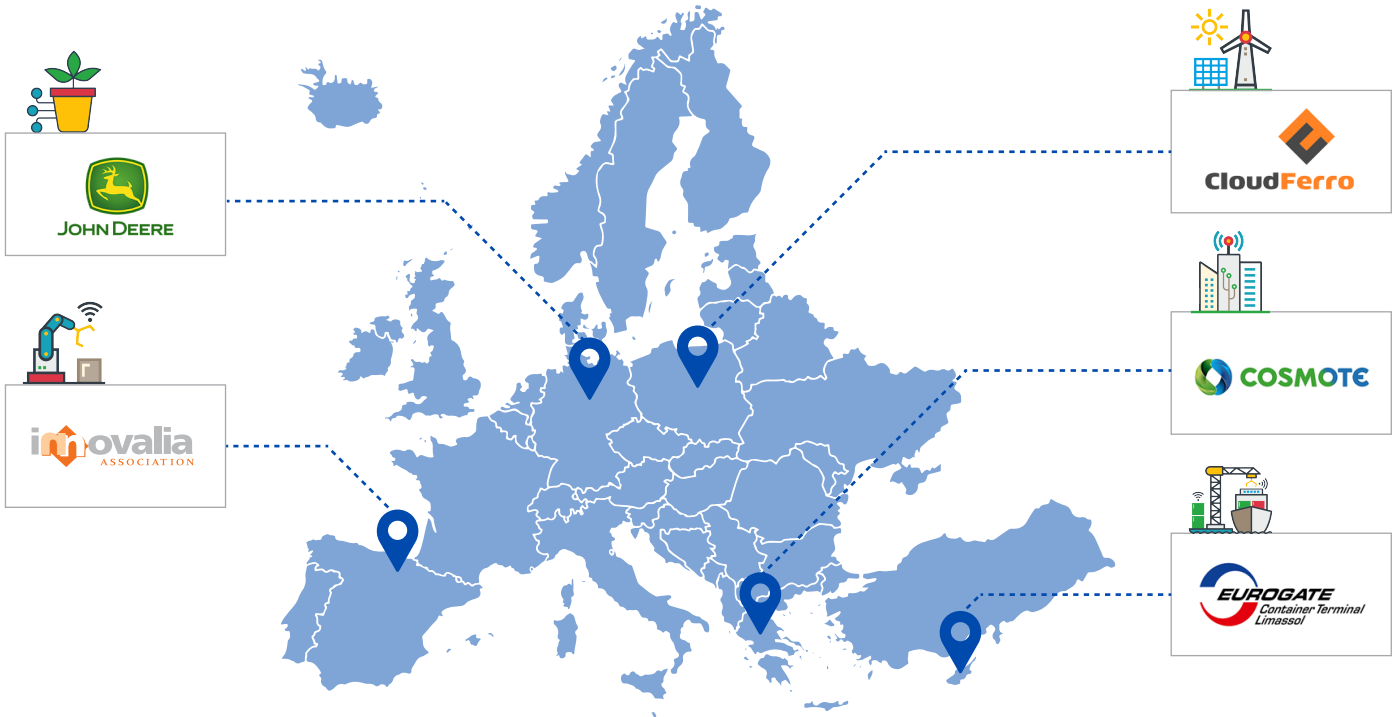 JOHN DEERE
innovalia
ASSOCIATION
CloudFerro
COSMOTE
EUROGATE
Container Terminal
Limassol